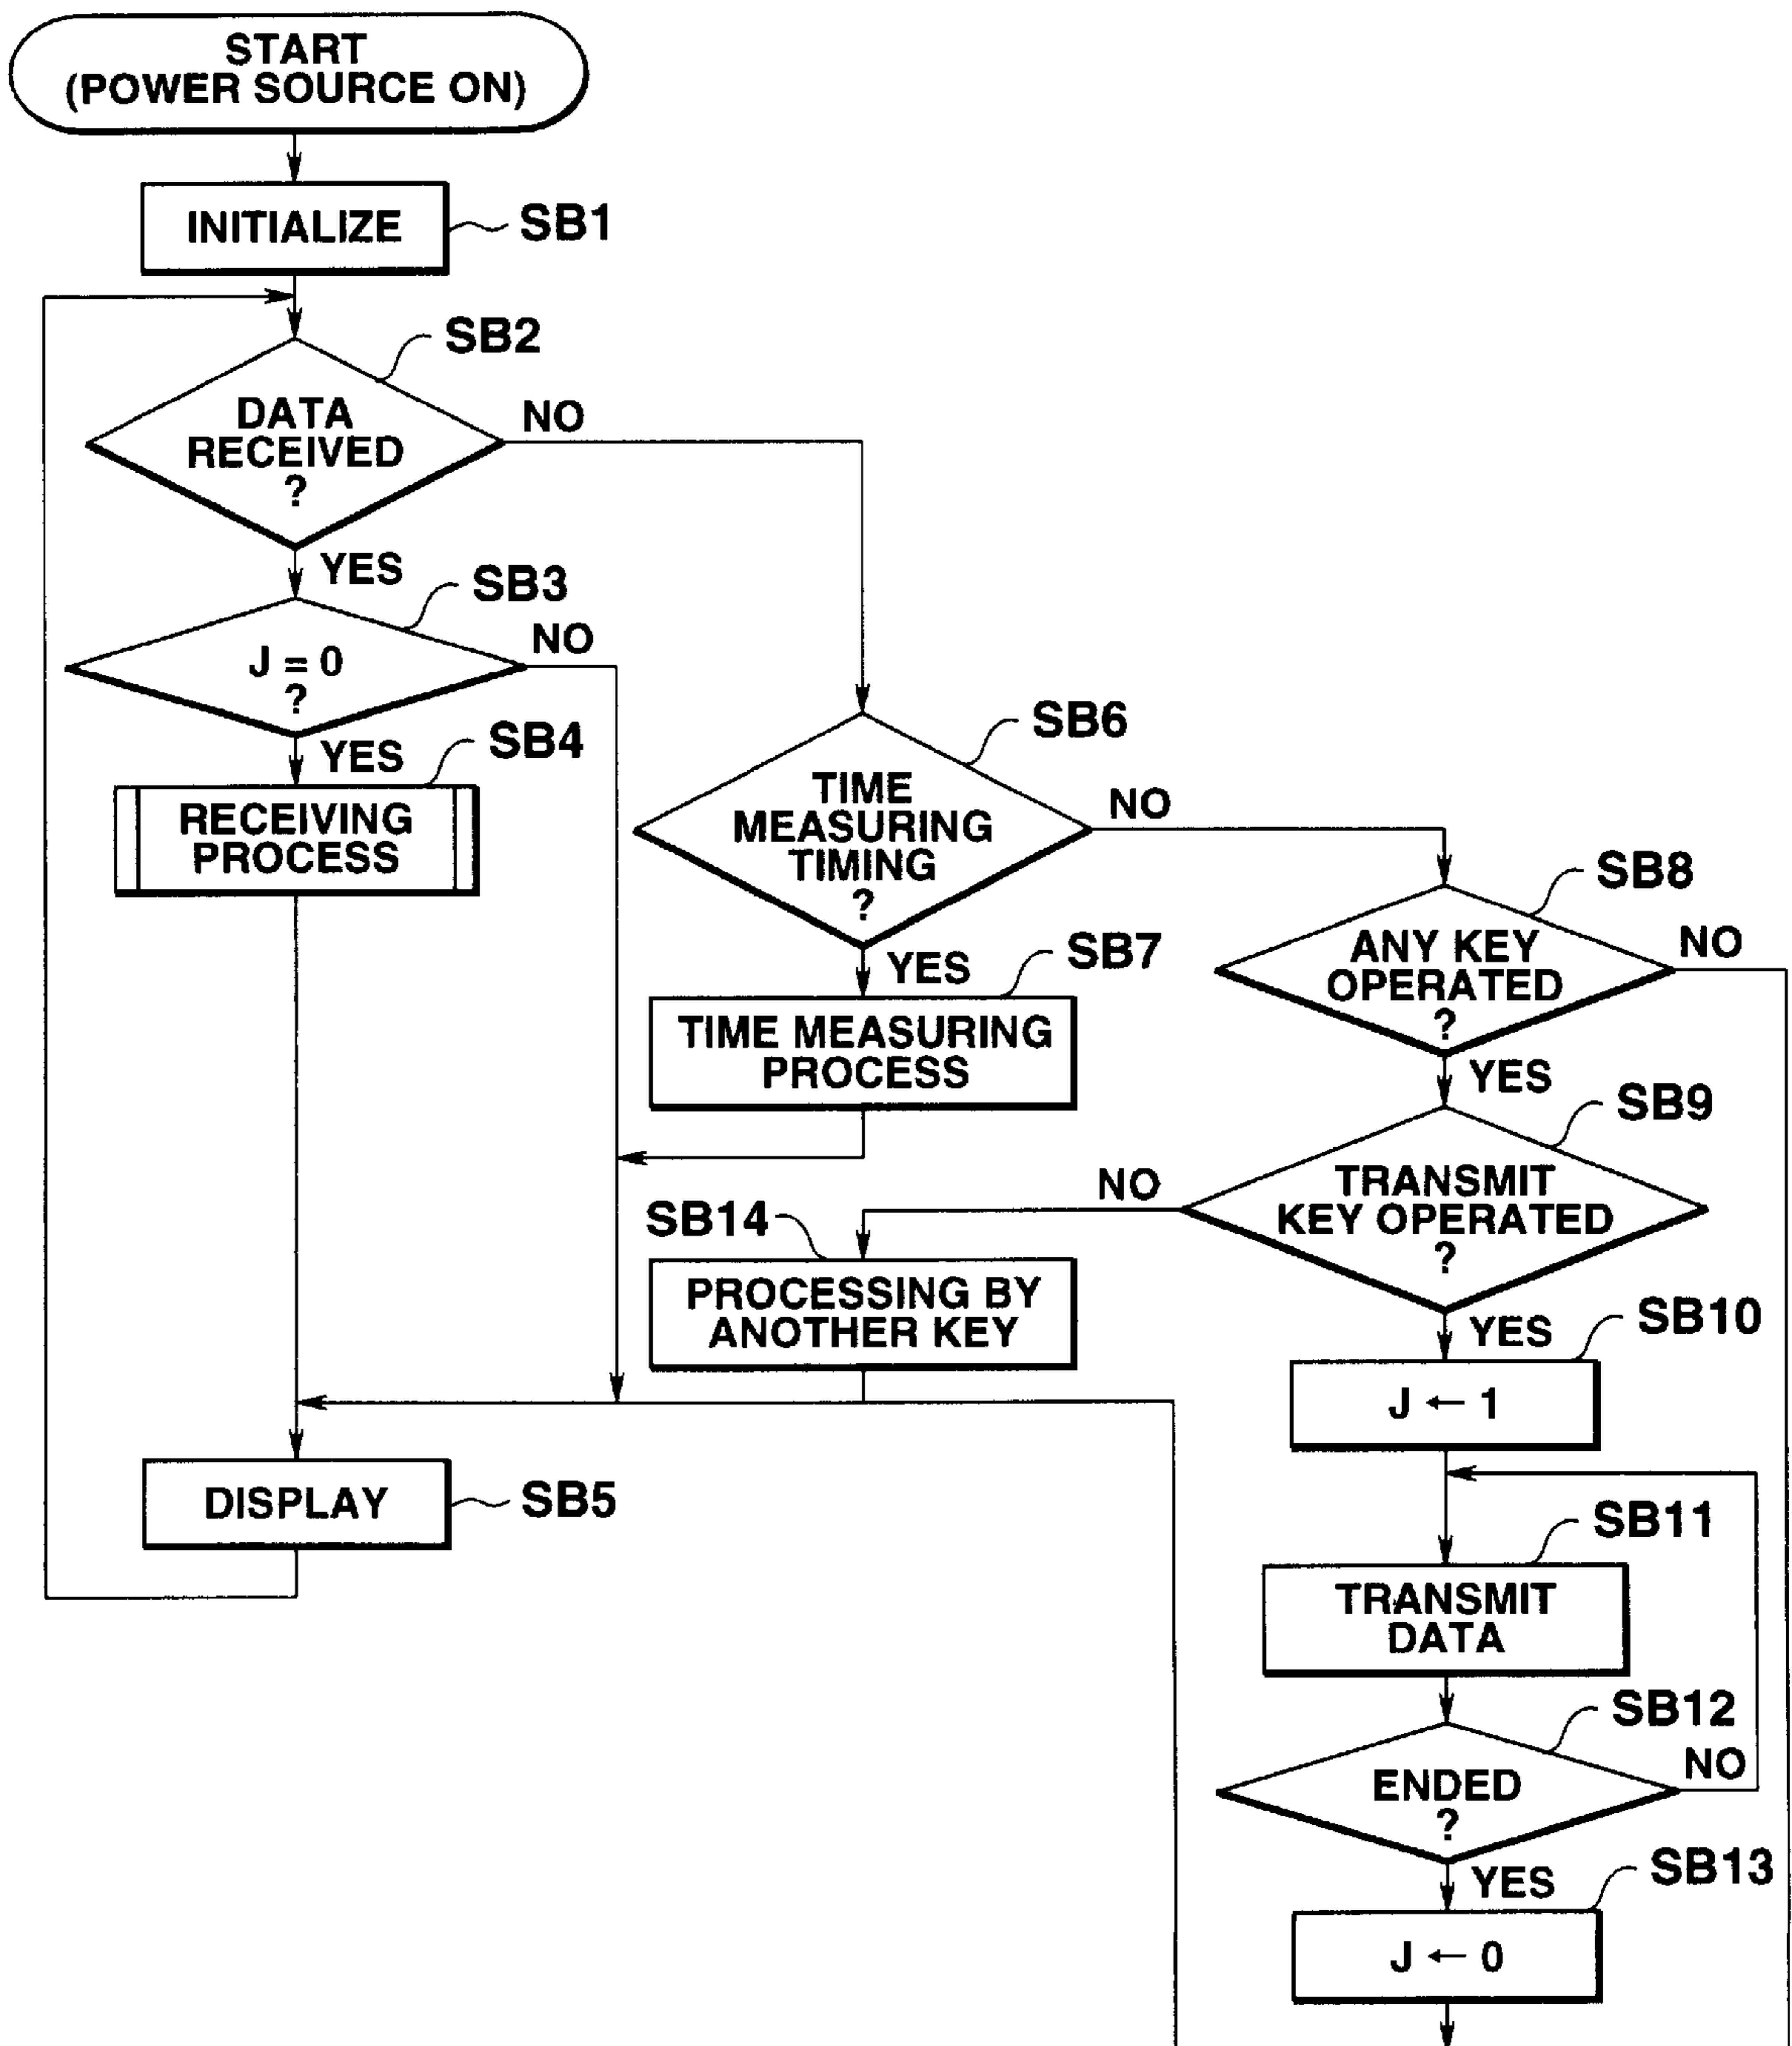 START
(POWER SOURCE ON)
INITIALIZE
SB1
SB2
DATA
RECEIVED
?
NO
YES
SB3
J = 0
?
NO
YES
SB4
RECEIVING
PROCESS
SB6
TIME
MEASURING
TIMING
?
NO
YES
SB7
TIME MEASURING
PROCESS
SB8
ANY KEY
OPERATED
?
NO
YES
SB9
TRANSMIT
KEY OPERATED
?
NO
YES
SB14
PROCESSING BY
ANOTHER KEY
SB10
J ← 1
DISPLAY
SB5
SB11
TRANSMIT
DATA
SB12
ENDED
?
NO
YES
SB13
J ← 0